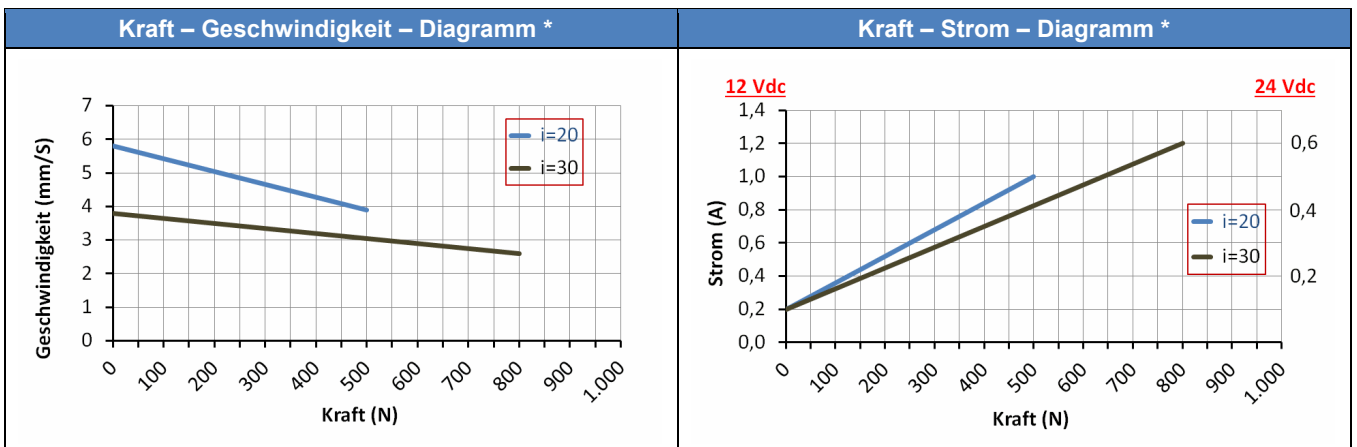 Kraft – Geschwindigkeit – Diagramm *
Kraft – Strom – Diagramm *
Geschwindigkeit (mm/S)
7
6
5
4
3
2
1
0
i=20
i=30
0 100 200 300 400 500 600 700 800 900 1.000
Kraft (N)
12 Vdc
24 Vdc
Strom (A)
1,4
1,2
1,0
0,8
0,6
0,4
0,2
0,0
0,6
0,4
0,2
i=20
i=30
0 100 200 300 400 500 600 700 800 900 1.000
Kraft (N)